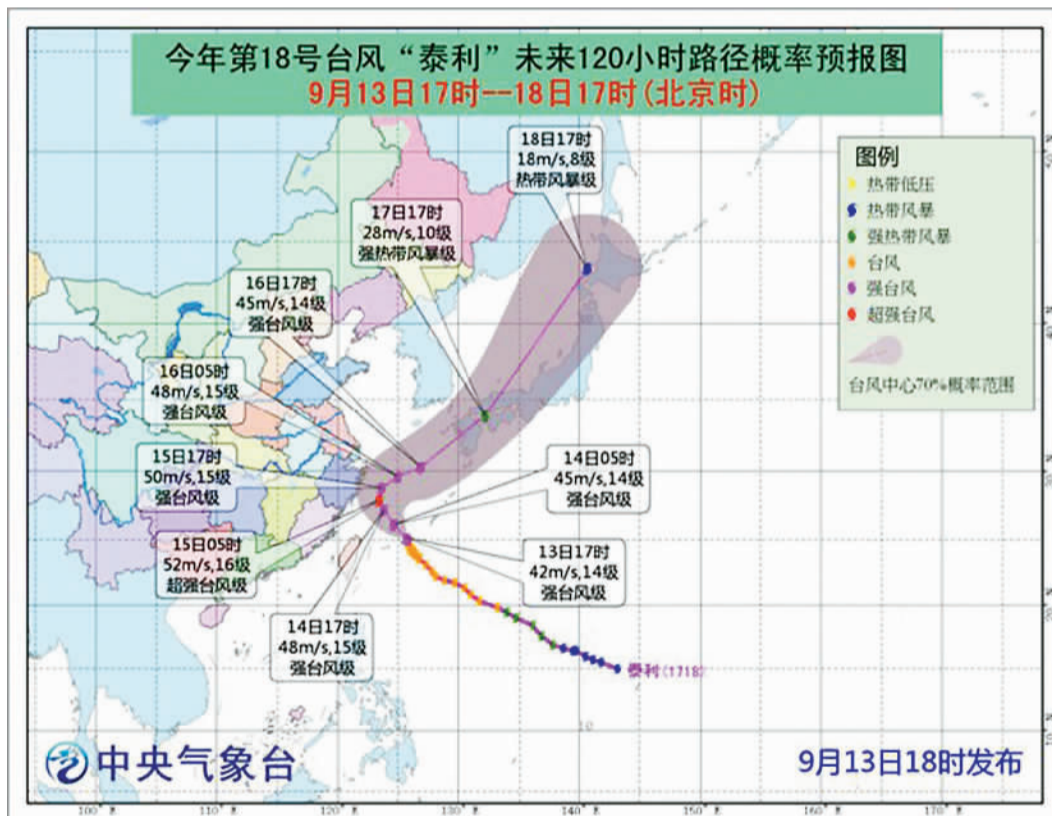 今年第18号台风“泰利”未来120小时路径概率预报图
9月13日17时--18日17时(北京时)
18日17时
18m/s,8级
热带风暴级
图例
热带低压
热带风暴
强热带风暴
台风
强台风
超强台风
台风中心70%概率范围
17日17时
28m/s,10级
强热带风暴级
16日17时
45m/s,14级
强台风级
16日05时
48m/s,15级
强台风级
15日17时
50m/s,15级
强台风级
14日05时
45m/s,14级
强台风级
15日05时
52m/s,16级
超强台风级
13日17时
42m/s,14级
强台风级
14日17时
48m/s,15级
强台风级
泰利(1718)
10
中央气象台
9月13日18时发布
100° E 110° E 120° E 130° E 140° E 150° E 160° E 170° E